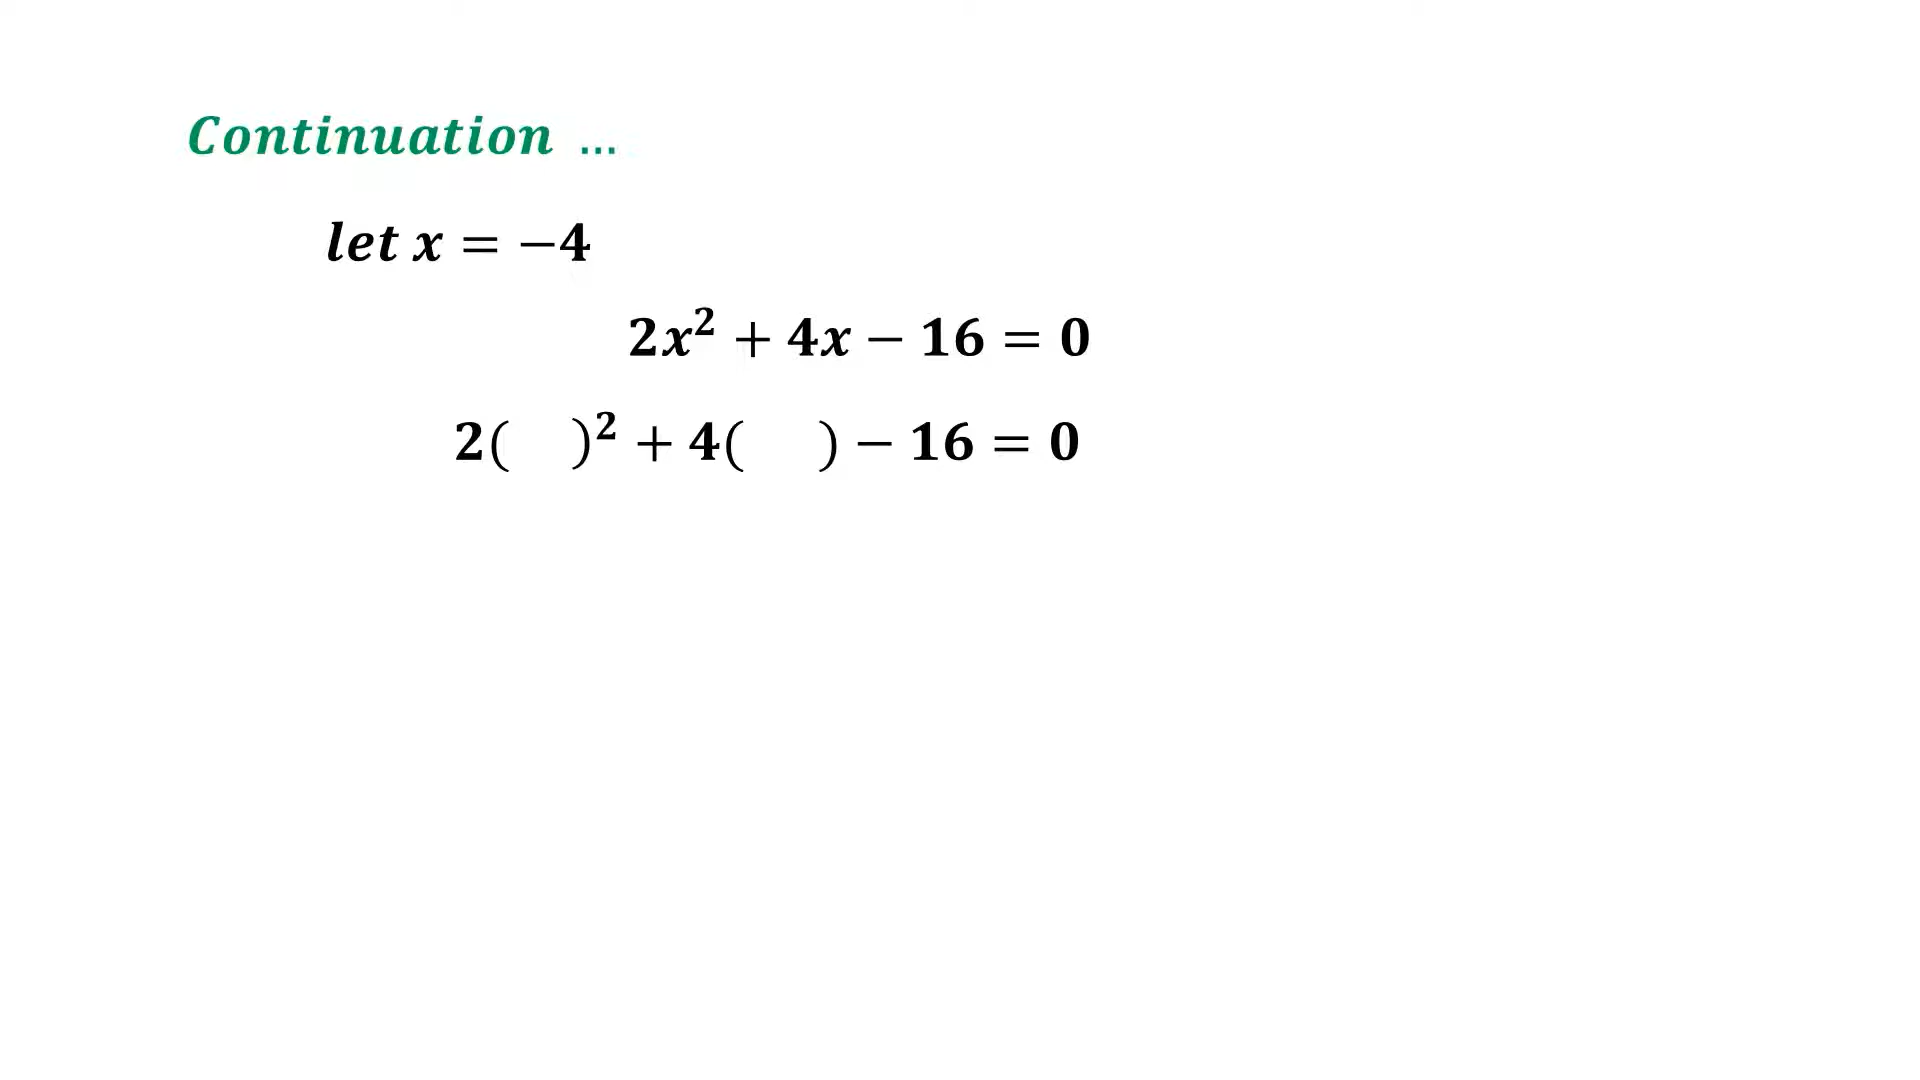 Continuation ...
let x = −4
2x² + 4x − 16 = 0
2(   )² + 4(    ) − 16 = 0